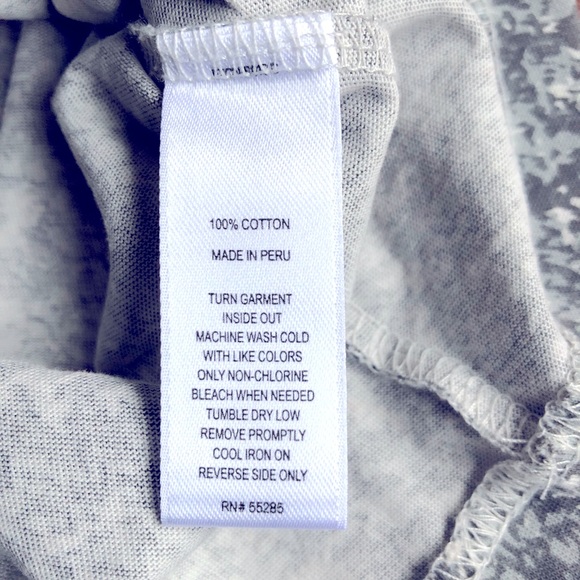 100% COTTON
MADE IN PERU
TURN GARMENT
INSIDE OUT
MACHINE WASH COLD
WITH LIKE COLORS
ONLY NON-CHLORINE
BLEACH WHEN NEEDED
TUMBLE DRY LOW
REMOVE PROMPTLY
COOL IRON ON
REVERSE SIDE ONLY
RN# 55285